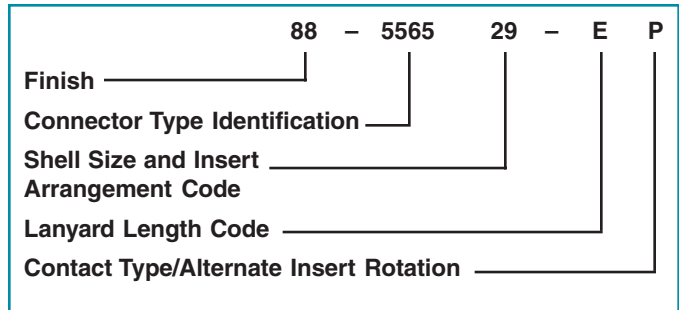 88 – 5565 29 – E P
Finish
Connector Type Identification
Shell Size and Insert
Arrangement Code
Lanyard Length Code
Contact Type/Alternate Insert Rotation